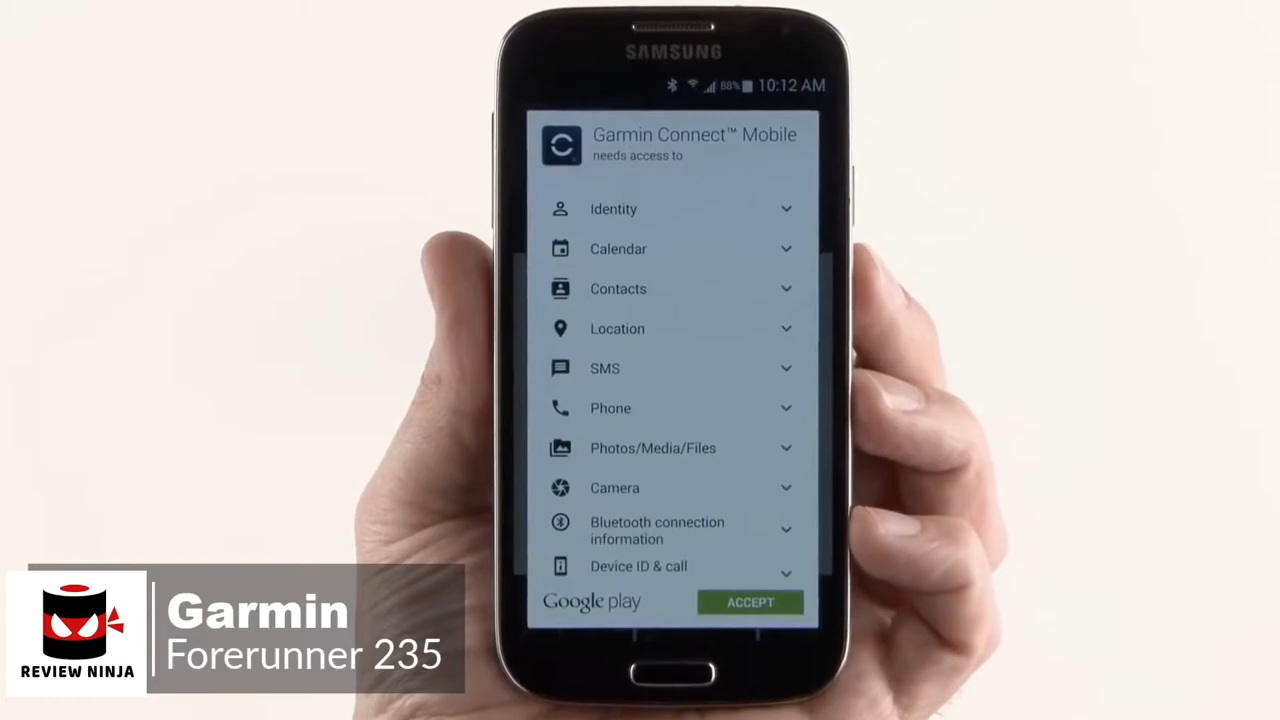 SAMSUNG
88% 10:12 AM
Garmin Connect™ Mobile
needs access to
Identity
Calendar
Contacts
Location
SMS
Phone
Photos/Media/Files
Camera
Bluetooth connection
information
Device ID & call
Google play
ACCEPT
REVIEW NINJA
Garmin
Forerunner 235